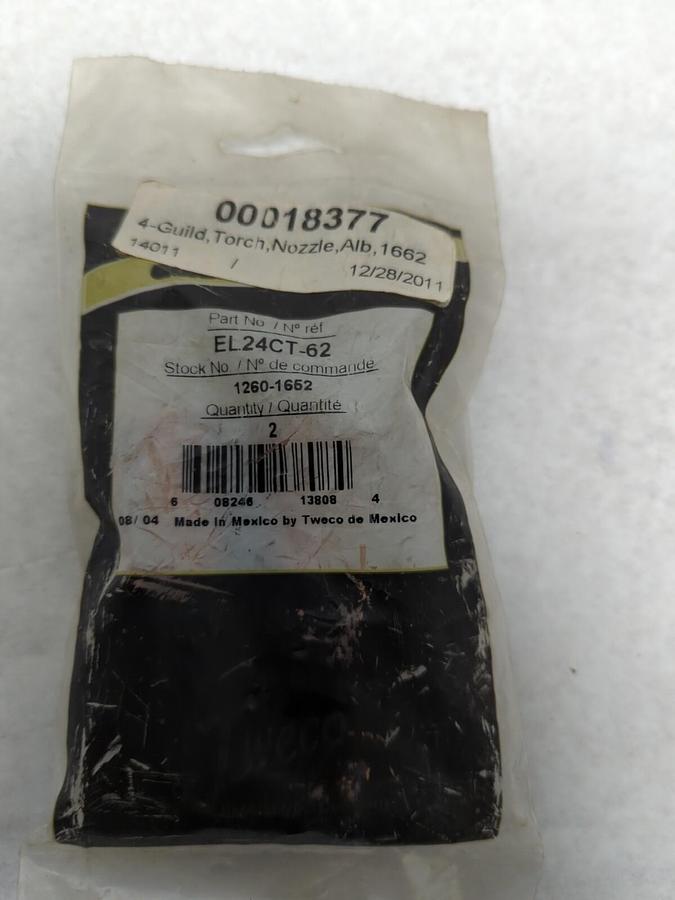 00018377
4-Guild,Torch,Nozzle,Alb,1662
14011 / 12/28/2011
Part No. / Nº réf
EL24CT-62
Stock No. / Nº de commande
1260-1662
Quantity / Quantité
2
6 08246 13808 4
08/04 Made in Mexico by Tweco de Mexico
Tweco